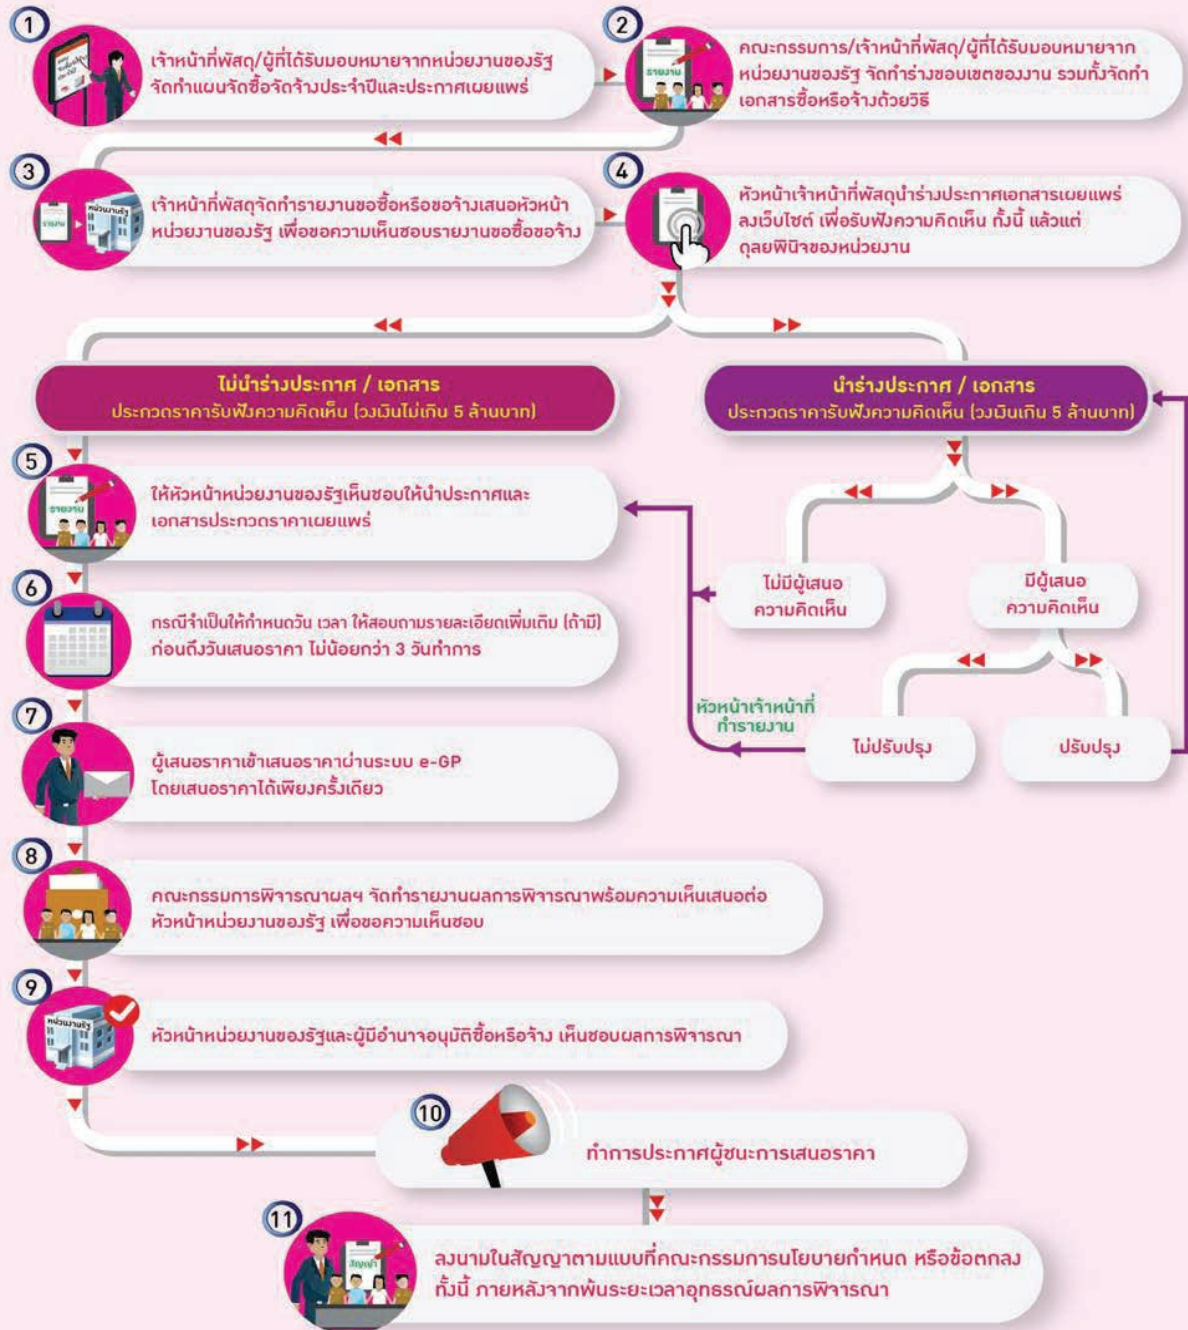 1
เจ้าหน้าที่พัสดุ/ผู้ที่ได้รับมอบหมายจากหน่วยงานของรัฐ
จัดทำแผนจัดซื้อจัดจ้างประจำปีและประกาศเผยแพร่
2
รายงาน
คณะกรรมการ/เจ้าหน้าที่พัสดุ/ผู้ที่ได้รับมอบหมายจาก
หน่วยงานของรัฐ จัดทำร่างขอบเขตของงาน รวมทั้งจัดทำ
เอกสารซื้อหรือจ้างด้วยวิธี
3
รายงาน
หน่วยงานรัฐ
เจ้าหน้าที่พัสดุจัดทำรายงานขอซื้อหรือขอจ้างเสนอหัวหน้า
หน่วยงานของรัฐ เพื่อขอความเห็นชอบรายงานขอซื้อขอจ้าง
4
หัวหน้าเจ้าหน้าที่พัสดุนำร่างประกาศเอกสารเผยแพร่
ลงเว็บไซต์ เพื่อรับฟังความคิดเห็น ทั้งนี้ แล้วแต่
ดุลยพินิจของหน่วยงาน
ไม่นำร่างประกาศ / เอกสาร
ประกวดราคารับฟังความคิดเห็น (วงเงินไม่เกิน 5 ล้านบาท)
นำร่างประกาศ / เอกสาร
ประกวดราคารับฟังความคิดเห็น (วงเงินเกิน 5 ล้านบาท)
5
รายงาน
ให้หัวหน้าหน่วยงานของรัฐเห็นชอบให้นำประกาศและ
เอกสารประกวดราคาเผยแพร่
ไม่มีผู้เสนอ
ความคิดเห็น
มีผู้เสนอ
ความคิดเห็น
6
กรณีจำเป็นให้กำหนดวัน เวลา ให้สอบถามรายละเอียดเพิ่มเติม (ถ้ามี)
ก่อนถึงวันเสนอราคา ไม่น้อยกว่า 3 วันทำการ
หัวหน้าเจ้าหน้าที่
ทำรายงาน
ไม่ปรับปรุง
ปรับปรุง
7
ผู้เสนอราคาเข้าเสนอราคาผ่านระบบ e-GP
โดยเสนอราคาได้เพียงครั้งเดียว
8
คณะกรรมการพิจารณาผลฯ จัดทำรายงานผลการพิจารณาพร้อมความเห็นเสนอต่อ
หัวหน้าหน่วยงานของรัฐ เพื่อขอความเห็นชอบ
9
หน่วยงานรัฐ
หัวหน้าหน่วยงานของรัฐและผู้มีอำนาจอนุมัติซื้อหรือจ้าง เห็นชอบผลการพิจารณา
10
ทำการประกาศผู้ชนะการเสนอราคา
11
สัญญา
ลงนามในสัญญาตามแบบที่คณะกรรมการนโยบายกำหนด หรือข้อตกลง
ทั้งนี้ ภายหลังจากพ้นระยะเวลาอุทธรณ์ผลการพิจารณา